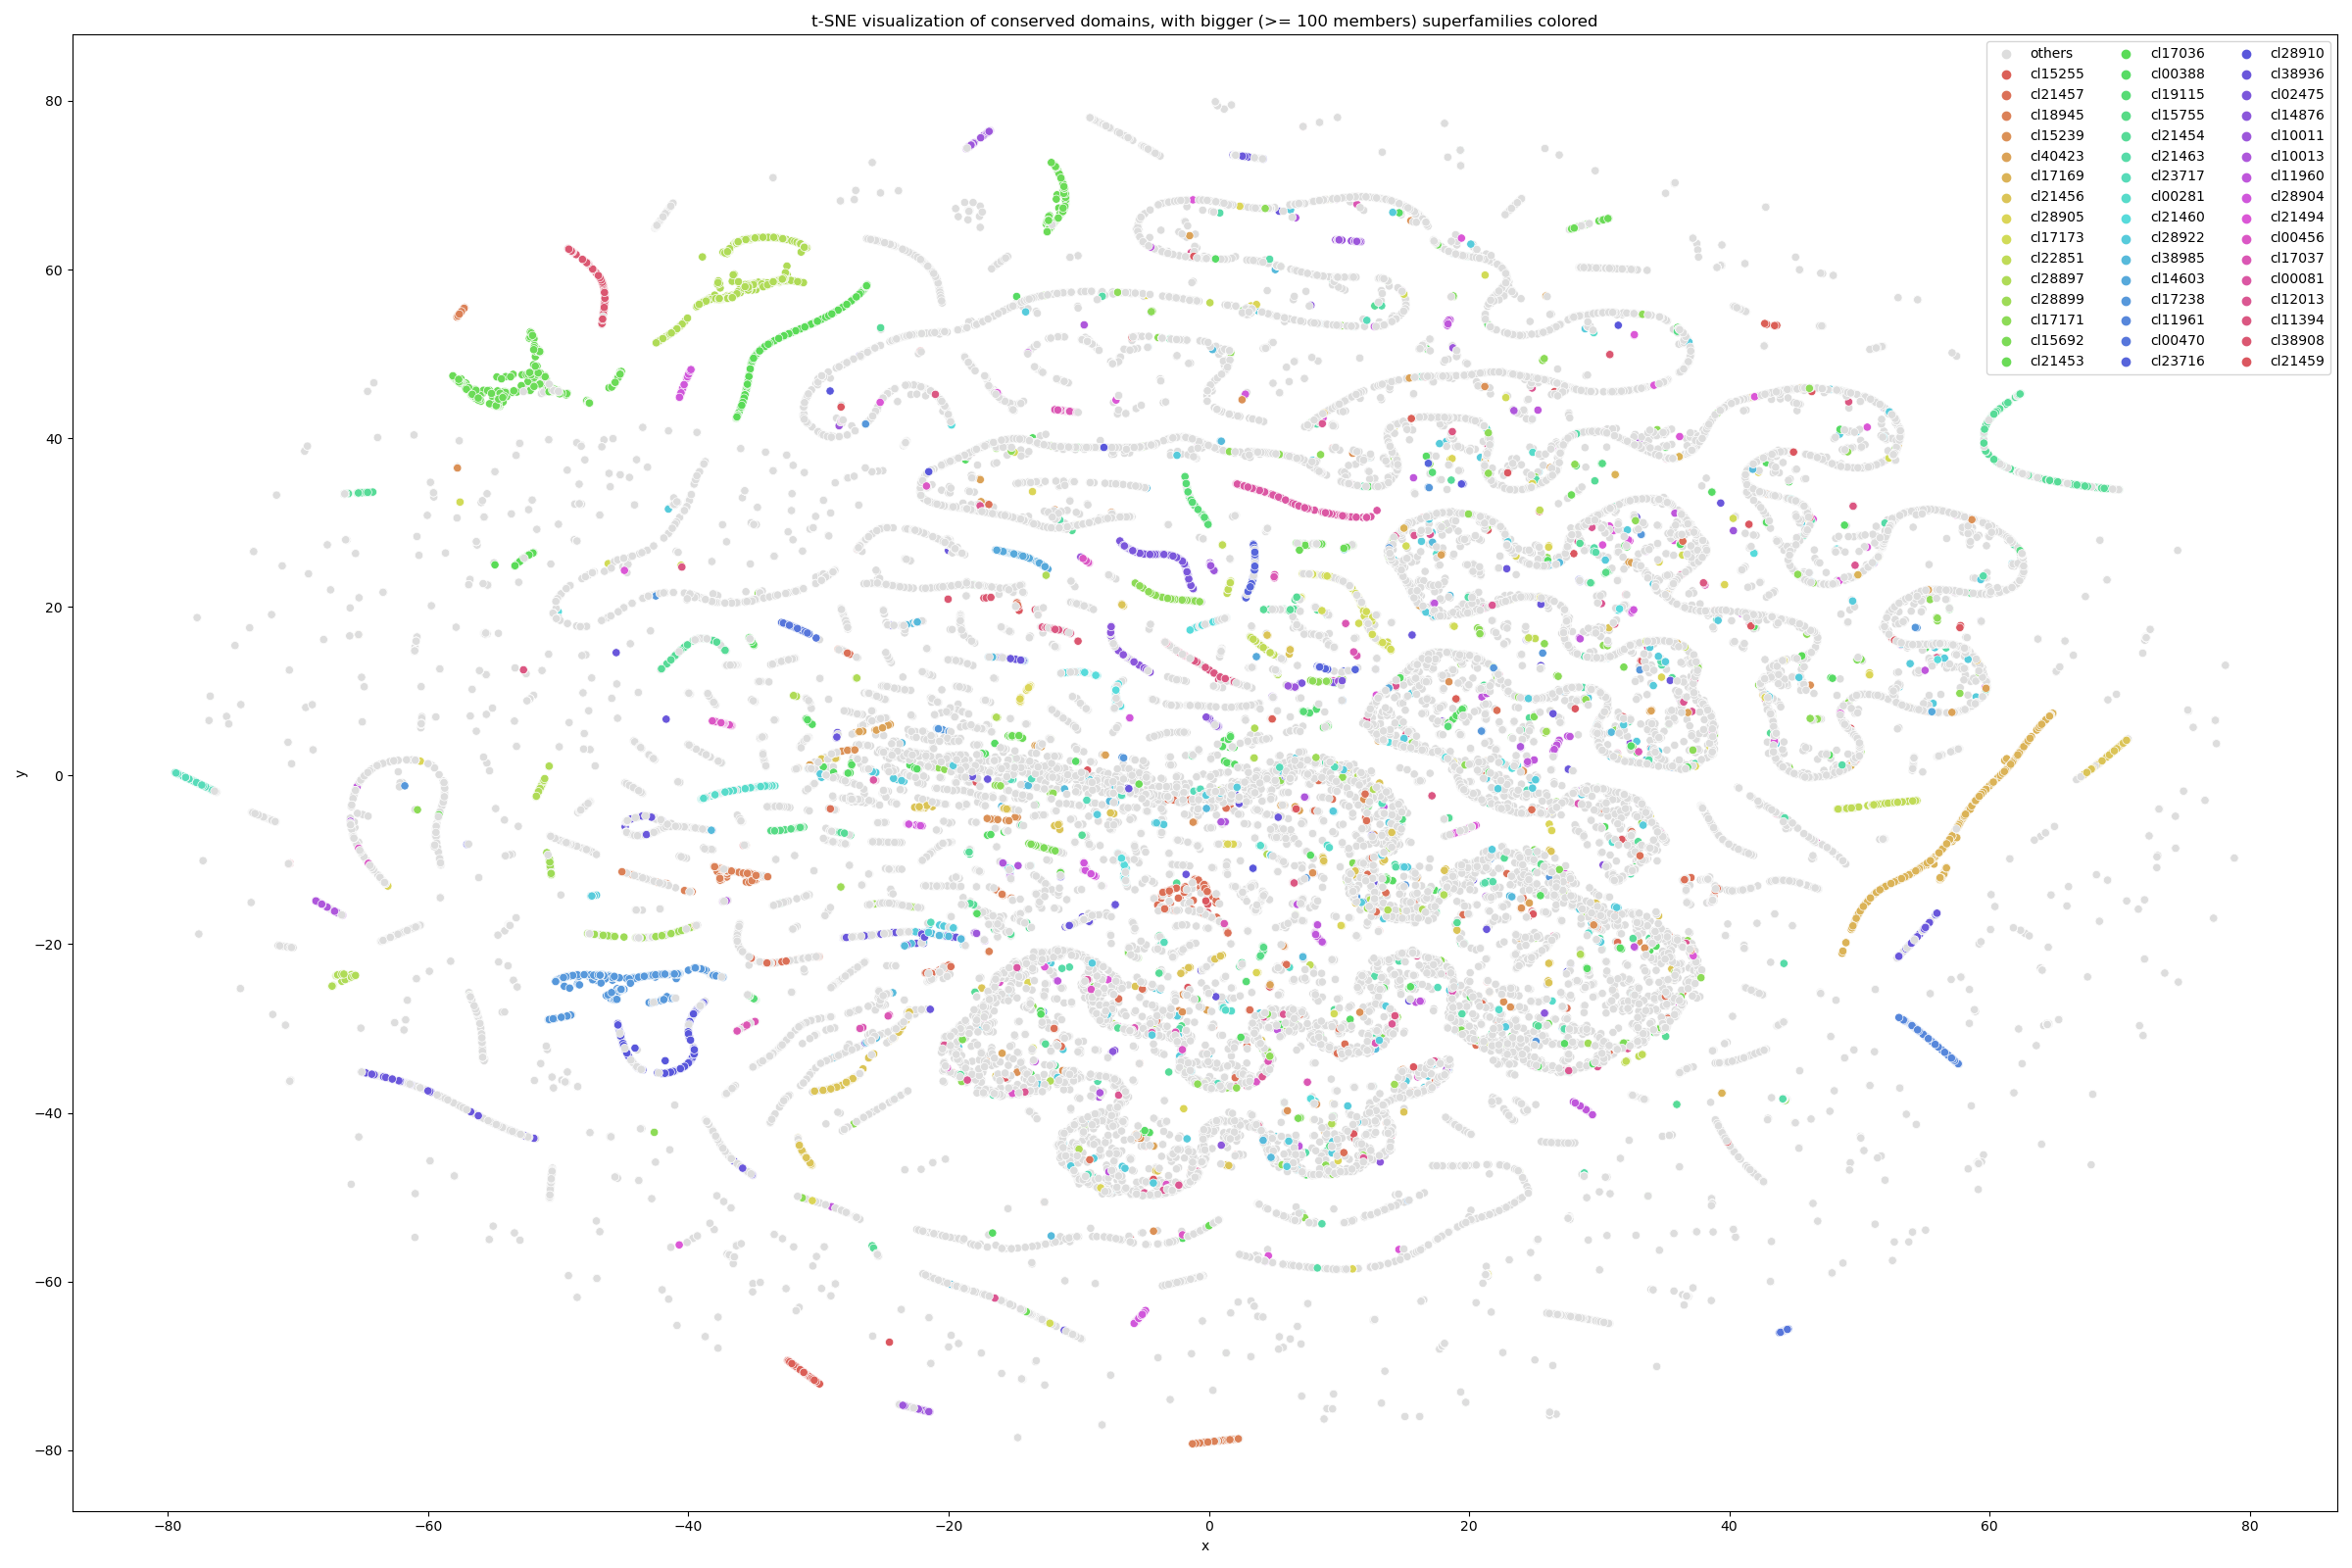 t-SNE visualization of conserved domains, with bigger (>= 100 members) superfamilies colored
others cl17036 cl28910
cl15255 cl00388 cl38936
cl21457 cl19115 cl02475
cl18945 cl15755 cl14876
cl15239 cl21454 cl10011
cl40423 cl21463 cl10013
cl17169 cl23717 cl11960
cl21456 cl00281 cl28904
cl28905 cl21460 cl21494
cl17173 cl28922 cl00456
cl22851 cl38985 cl17037
cl28897 cl14603 cl00081
cl28899 cl17238 cl12013
cl17171 cl11961 cl11394
cl15692 cl00470 cl38908
cl21453 cl23716 cl21459
80
60
40
20
0
−20
−40
−60
−80
y
−80 −60 −40 −20 0 20 40 60 80
x